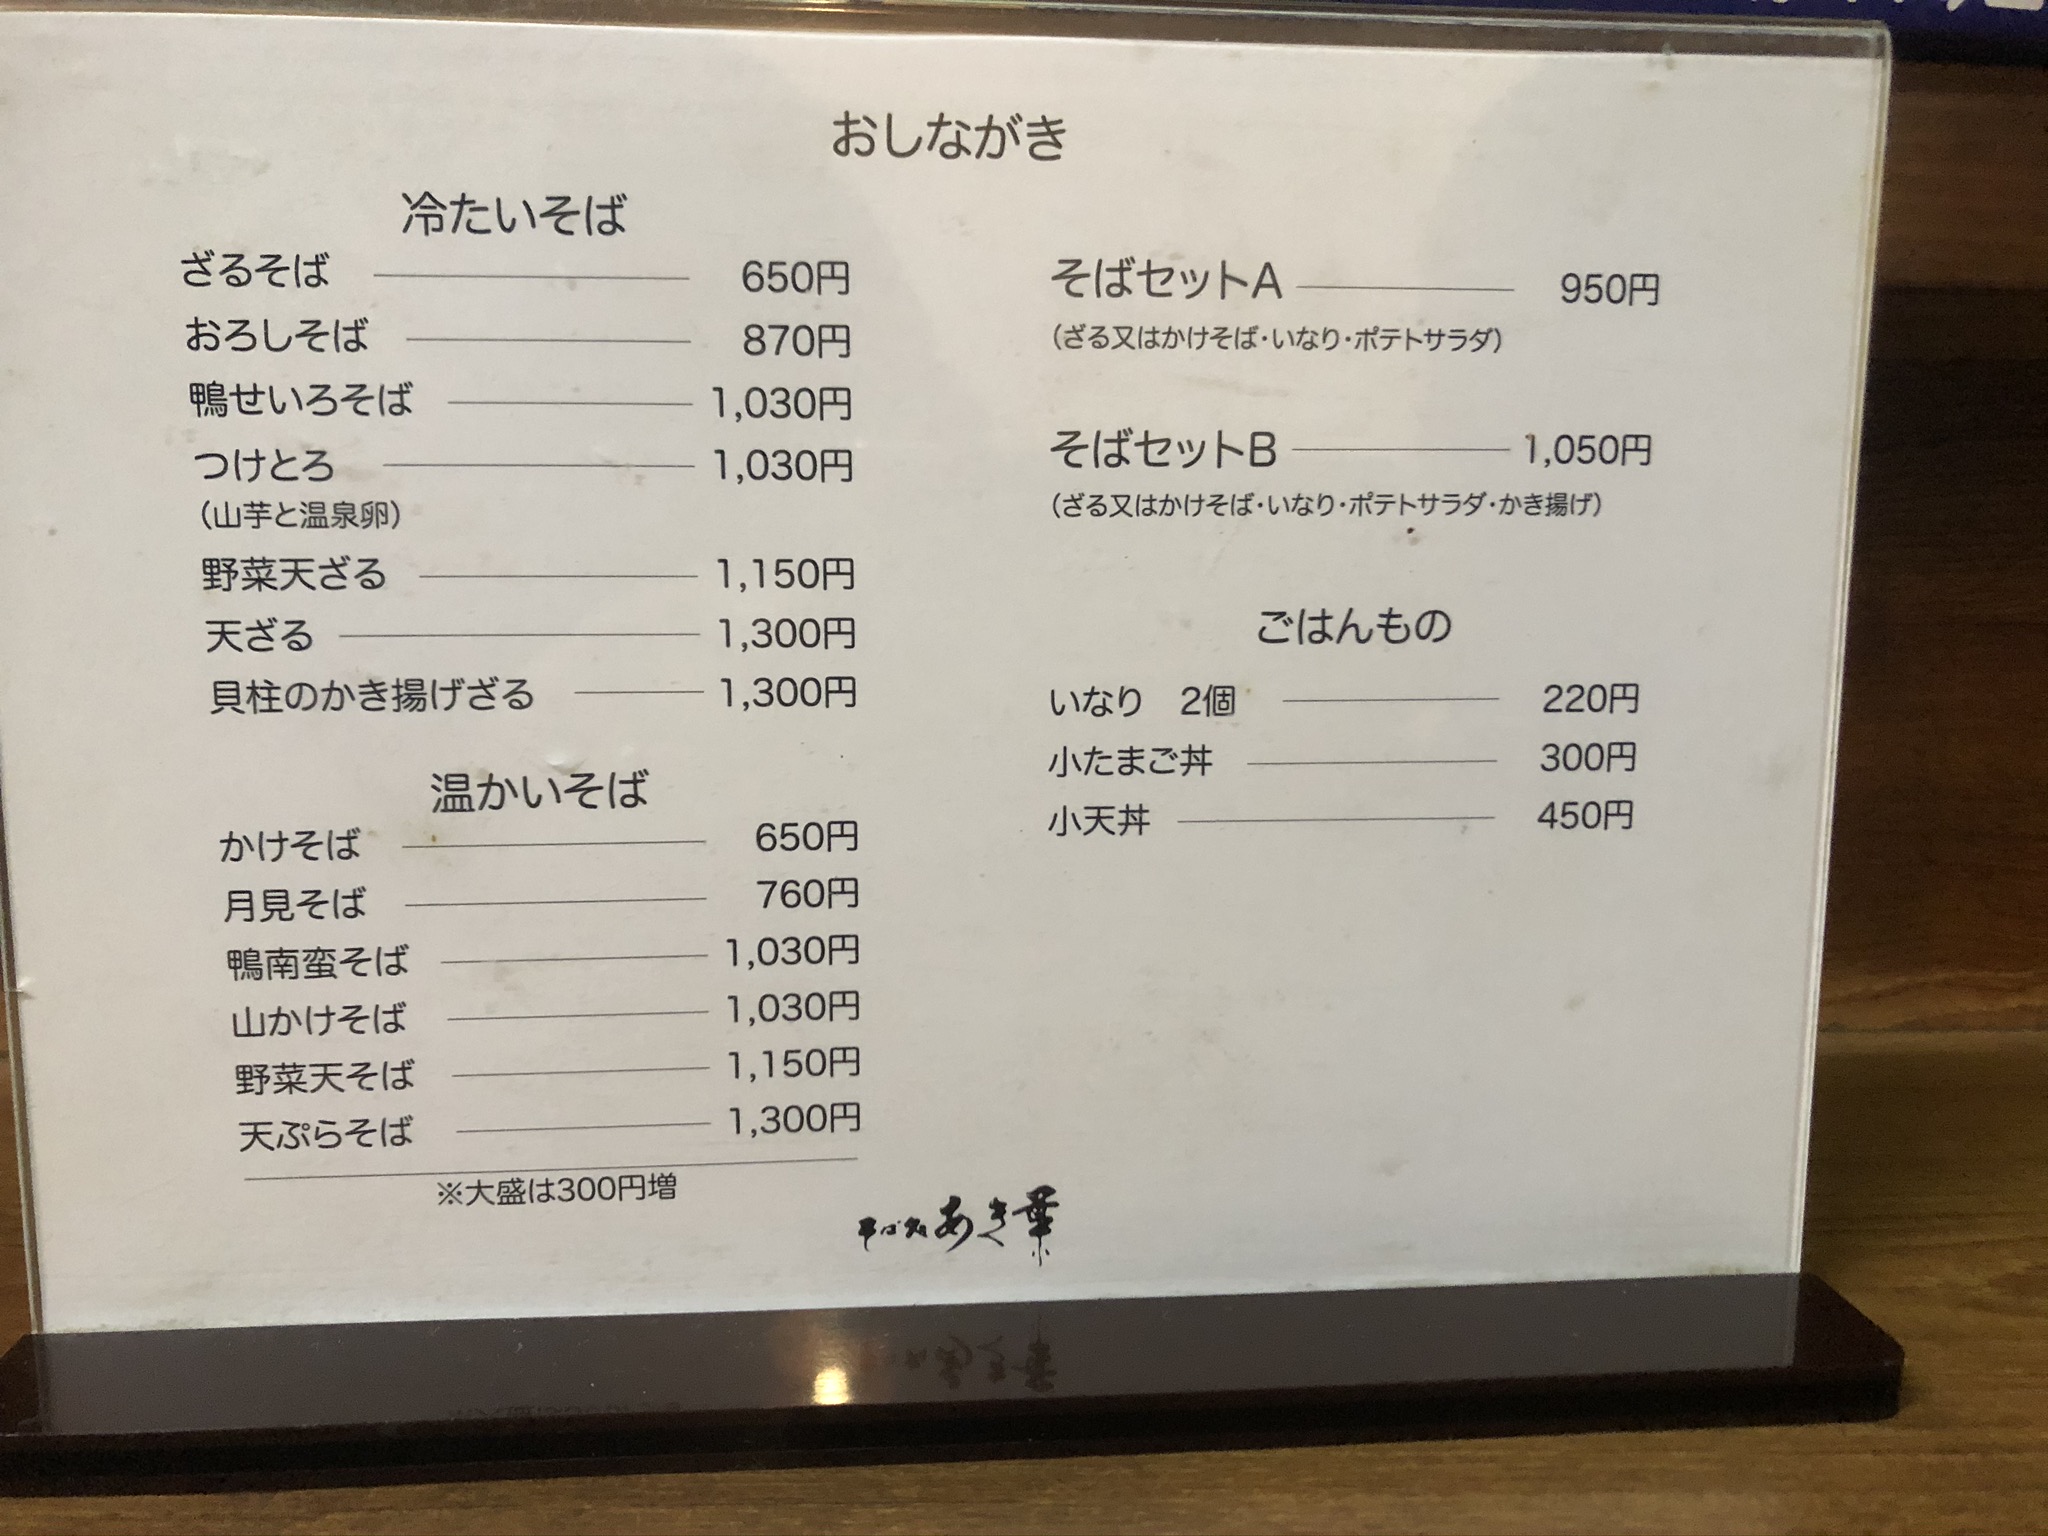 おしながき
冷たいそば
ざるそば 650円
おろしそば 870円
鴨せいろそば 1,030円
つけとろ 1,030円
(山芋と温泉卵)
野菜天ざる 1,150円
天ざる 1,300円
貝柱のかき揚げざる 1,300円
温かいそば
かけそば 650円
月見そば 760円
鴨南蛮そば 1,030円
山かけそば 1,030円
野菜天そば 1,150円
天ぷらそば 1,300円
※大盛は300円増
そばセットA 950円
(ざる又はかけそば・いなり・ポテトサラダ)
そばセットB 1,050円
(ざる又はかけそば・いなり・ポテトサラダ・かき揚げ)
ごはんもの
いなり 2個 220円
小たまご丼 300円
小天丼 450円
あき葉